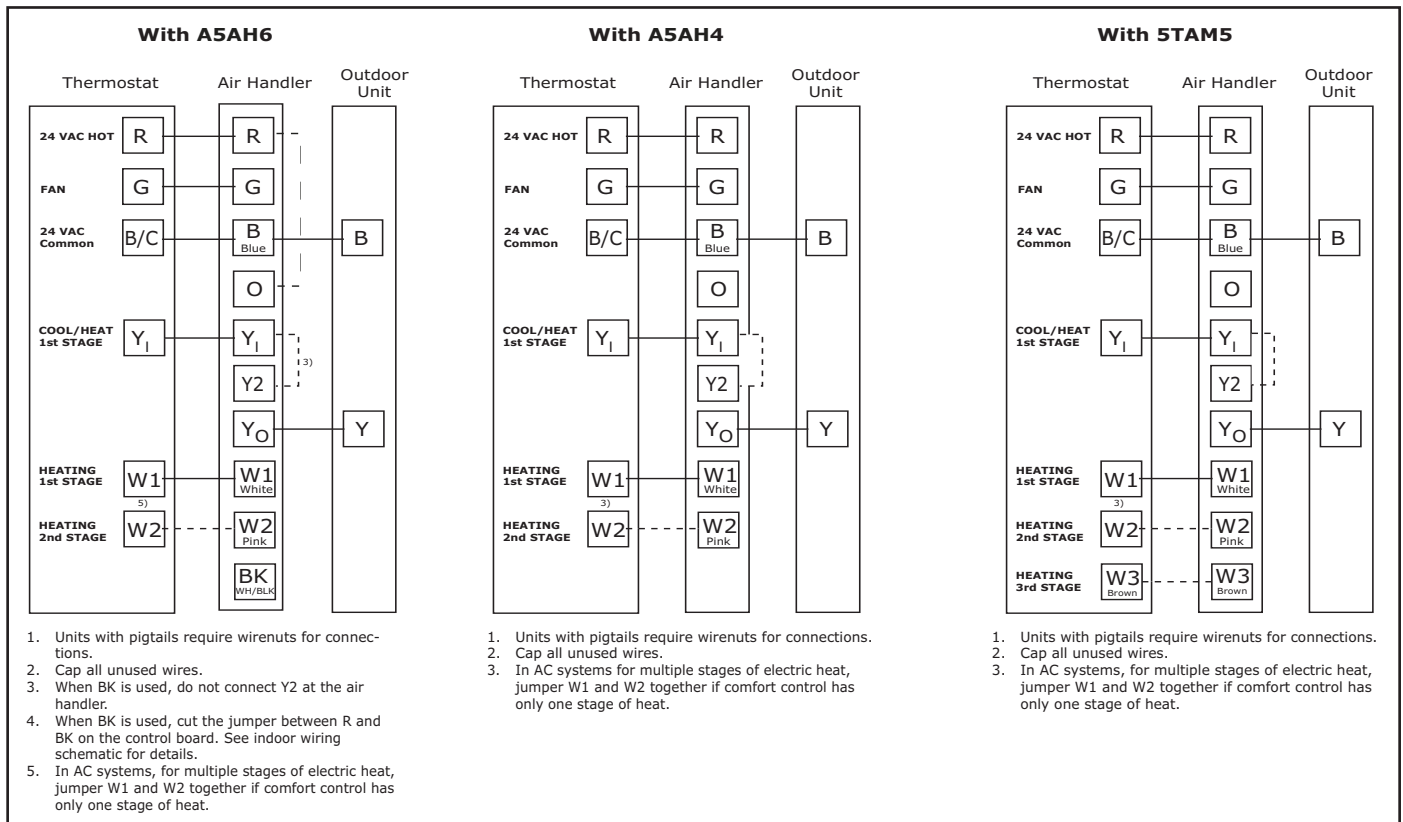 With A5AH6
Thermostat
Air Handler
Outdoor
Unit
24 VAC HOT
R
R
FAN
G
G
24 VAC
Common
B/C
B
Blue
B
O
COOL/HEAT
1st STAGE
YI
YI
3)
Y2
YO
Y
HEATING
1st STAGE
W1
W1
White
5)
HEATING
2nd STAGE
W2
W2
Pink
BK
WH/BLK
1. Units with pigtails require wirenuts for connec-
tions.
2. Cap all unused wires.
3. When BK is used, do not connect Y2 at the air
handler.
4. When BK is used, cut the jumper between R and
BK on the control board. See indoor wiring
schematic for details.
5. In AC systems, for multiple stages of electric heat,
jumper W1 and W2 together if comfort control has
only one stage of heat.
With A5AH4
Thermostat
Air Handler
Outdoor
Unit
24 VAC HOT
R
R
FAN
G
G
24 VAC
Common
B/C
B
Blue
B
O
COOL/HEAT
1st STAGE
YI
YI
Y2
YO
Y
HEATING
1st STAGE
W1
W1
White
3)
HEATING
2nd STAGE
W2
W2
Pink
1. Units with pigtails require wirenuts for connections.
2. Cap all unused wires.
3. In AC systems for multiple stages of electric heat,
jumper W1 and W2 together if comfort control has
only one stage of heat.
With 5TAM5
Thermostat
Air Handler
Outdoor
Unit
24 VAC HOT
R
R
FAN
G
G
24 VAC
Common
B/C
B
Blue
B
O
COOL/HEAT
1st STAGE
YI
YI
Y2
YO
Y
HEATING
1st STAGE
W1
W1
White
3)
HEATING
2nd STAGE
W2
W2
Pink
HEATING
3rd STAGE
W3
Brown
W3
Brown
1. Units with pigtails require wirenuts for connections.
2. Cap all unused wires.
3. In AC systems, for multiple stages of electric heat,
jumper W1 and W2 together if comfort control has
only one stage of heat.